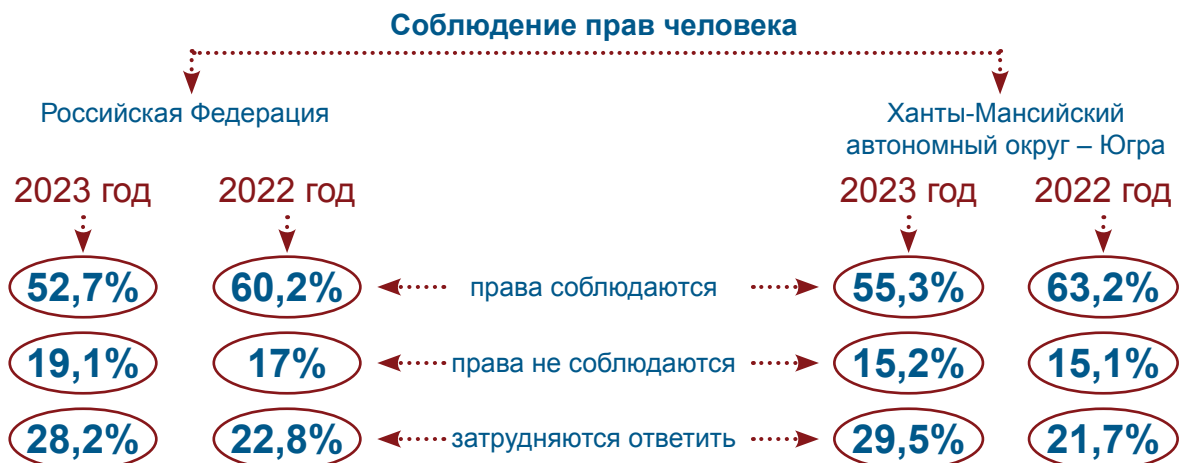 Соблюдение прав человека
Российская Федерация
Ханты-Мансийский
автономный округ – Югра
2023 год 2022 год 2023 год 2022 год
52,7% 60,2% права соблюдаются 55,3% 63,2%
19,1% 17% права не соблюдаются 15,2% 15,1%
28,2% 22,8% затрудняются ответить 29,5% 21,7%